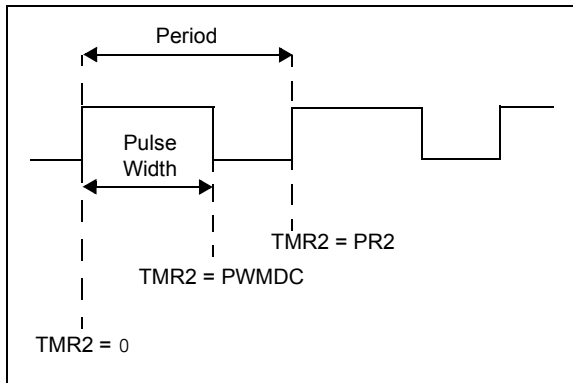 Period
Pulse
Width
TMR2 = PR2
TMR2 = PWMDC
TMR2 = 0